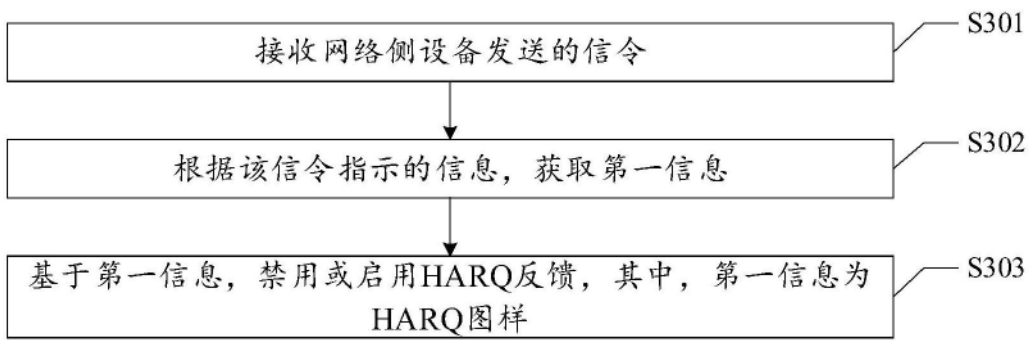 接收网络侧设备发送的信令
S301
根据该信令指示的信息，获取第一信息
S302
基于第一信息，禁用或启用HARQ反馈，其中，第一信息为
HARQ图样
S303